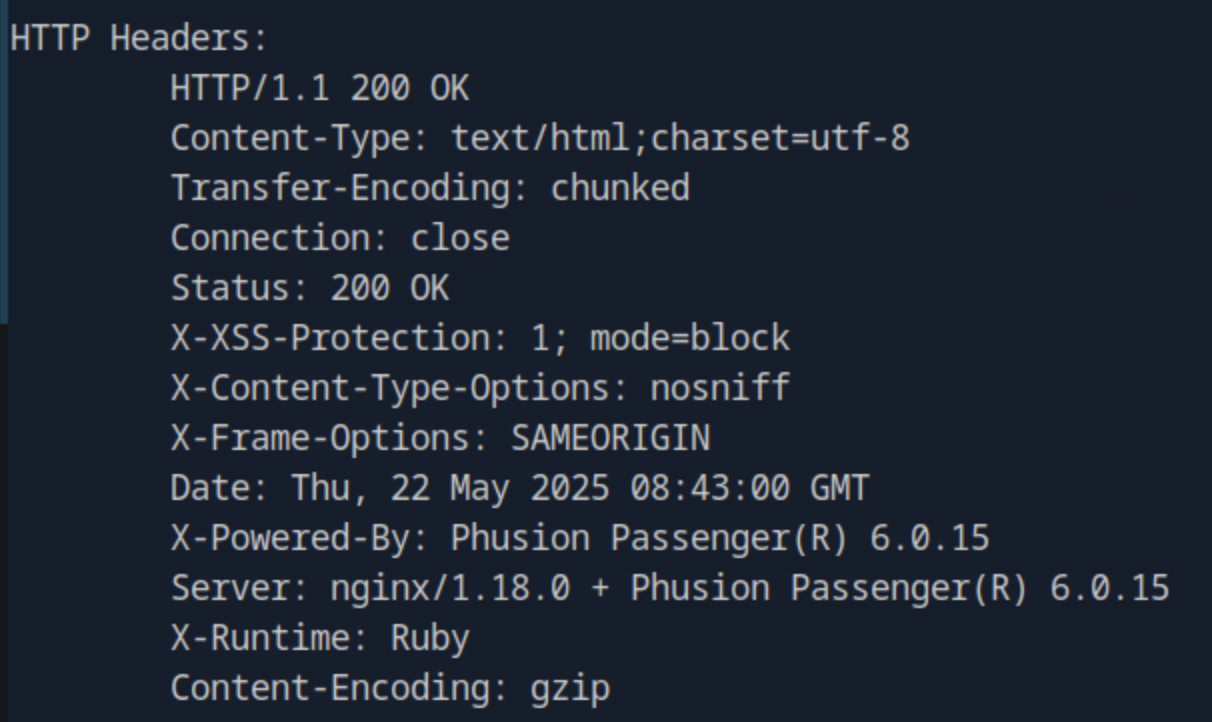 HTTP Headers:
HTTP/1.1 200 OK
Content-Type: text/html;charset=utf-8
Transfer-Encoding: chunked
Connection: close
Status: 200 OK
X-XSS-Protection: 1; mode=block
X-Content-Type-Options: nosniff
X-Frame-Options: SAMEORIGIN
Date: Thu, 22 May 2025 08:43:00 GMT
X-Powered-By: Phusion Passenger(R) 6.0.15
Server: nginx/1.18.0 + Phusion Passenger(R) 6.0.15
X-Runtime: Ruby
Content-Encoding: gzip